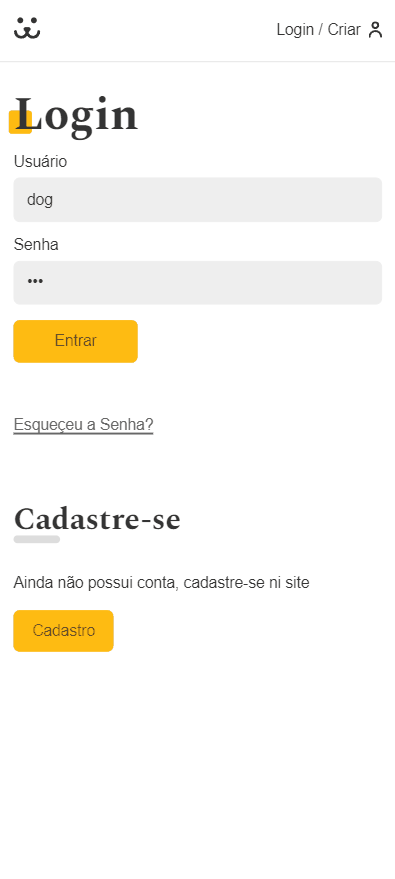 Login / Criar
Login
Usuário
dog
Senha
•••
Entrar
Esqueçeu a Senha?
Cadastre-se
Ainda não possui conta, cadastre-se ni site
Cadastro